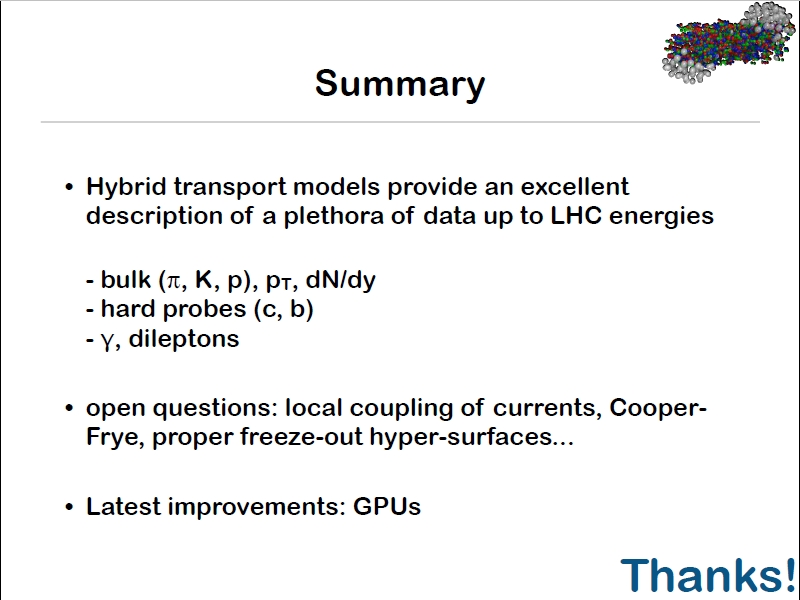 Summary
• Hybrid transport models provide an excellent
description of a plethora of data up to LHC energies
- bulk (π, K, p), pT, dN/dy
- hard probes (c, b)
- γ, dileptons
• open questions: local coupling of currents, Cooper-
Frye, proper freeze-out hyper-surfaces...
• Latest improvements: GPUs
Thanks!